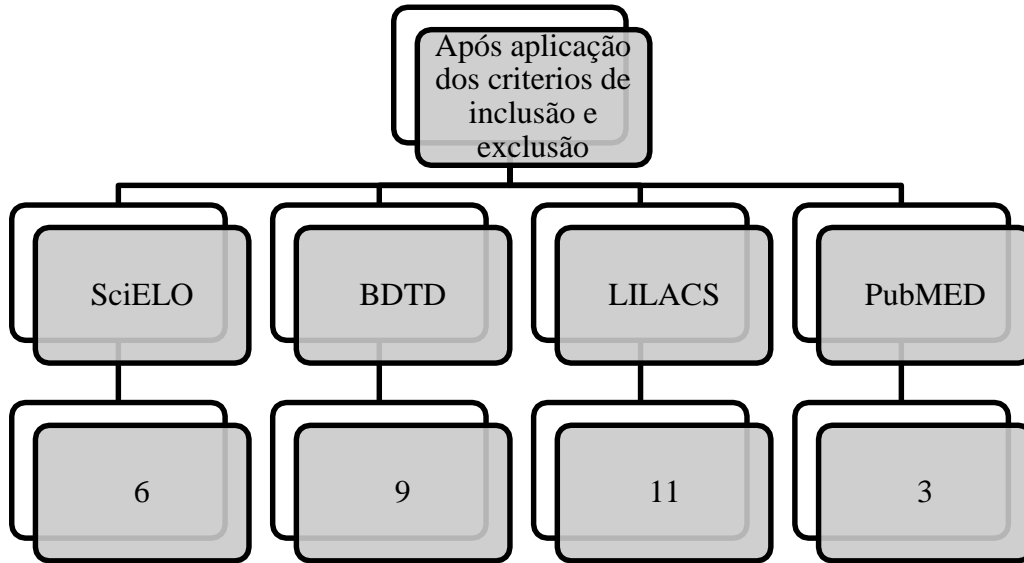 Após aplicação
dos criterios de
inclusão e
exclusão
SciELO
BDTD
LILACS
PubMED
6
9
11
3